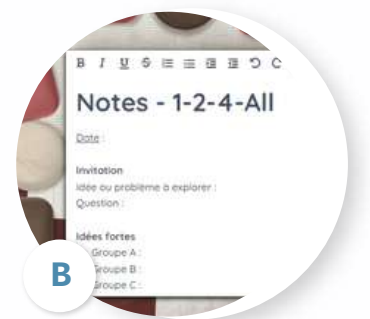 B I U S
Notes - 1-2-4-All
Date :
Invitation
Idée ou problème à explorer :
Question :
Idées fortes
Groupe A :
Groupe B :
Groupe C :
B